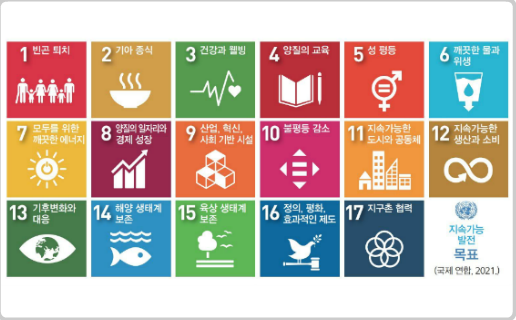 1 빈곤 퇴치
2 기아 종식
3 건강과 웰빙
4 양질의 교육
5 성 평등
6 깨끗한 물과
위생
7 모두를 위한
깨끗한 에너지
8 양질의 일자리와
경제 성장
9 산업, 혁신,
사회 기반 시설
10 불평등 감소
11 지속가능한
도시와 공동체
12 지속가능한
생산과 소비
13 기후변화와
대응
14 해양 생태계
보존
15 육상 생태계
보존
16 정의, 평화,
효과적인 제도
17 지구촌 협력
지속가능
발전
목표
(국제 연합, 2021.)